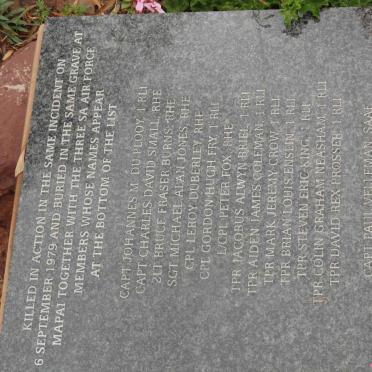 KILLED IN ACTION IN THE SAME INCIDENT ON
6 SEPTEMBER 1979 AND BURIED IN THE SAME GRAVE AT
MAPAI TOGETHER WITH THE THREE SA AIR FORCE
MEMBERS WHOSE NAMES APPEAR
AT THE BOTTOM OF THE LIST
CAPT JOHANNES M. DU PLOOY, 1 RLI
CAPT CHARLES DAVID SMALL, RHE
2LT BRUCE FRASER BURNS, RHE
SGT MICHAEL ALAN JONES, RHE
CPL LEROY DUBERLEY, RHE
CPL GORDON HUGH FRY, 1 RLI
L/CPL PETER FOX, RHE
TPR JACOBUS ALWYN BRIEL, 1 RLI
TPR AIDEN JAMES COLEMAN, 1 RLI
TPR MARK JEREMY CROW, 1 RLI
TPR BRIAN LOUIS ENSLIN, 1 RLI
TPR STEVEN ERIC KING, 1 RLI
TPR COLIN GRAHAM NEASHAM, 1 RLI
TPR DAVID REX PROSSER, 1 RLI
CAPT PAUL SAAF